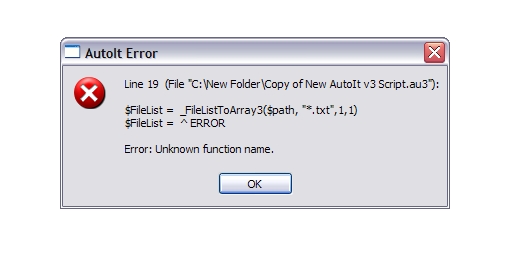 AutoIt Error
Line 19  (File "C:\New Folder\Copy of New AutoIt v3 Script.au3"):
$FileList =  _FileListToArray3($path, "*.txt",1,1)
$FileList =  ^ ERROR
Error: Unknown function name.
OK